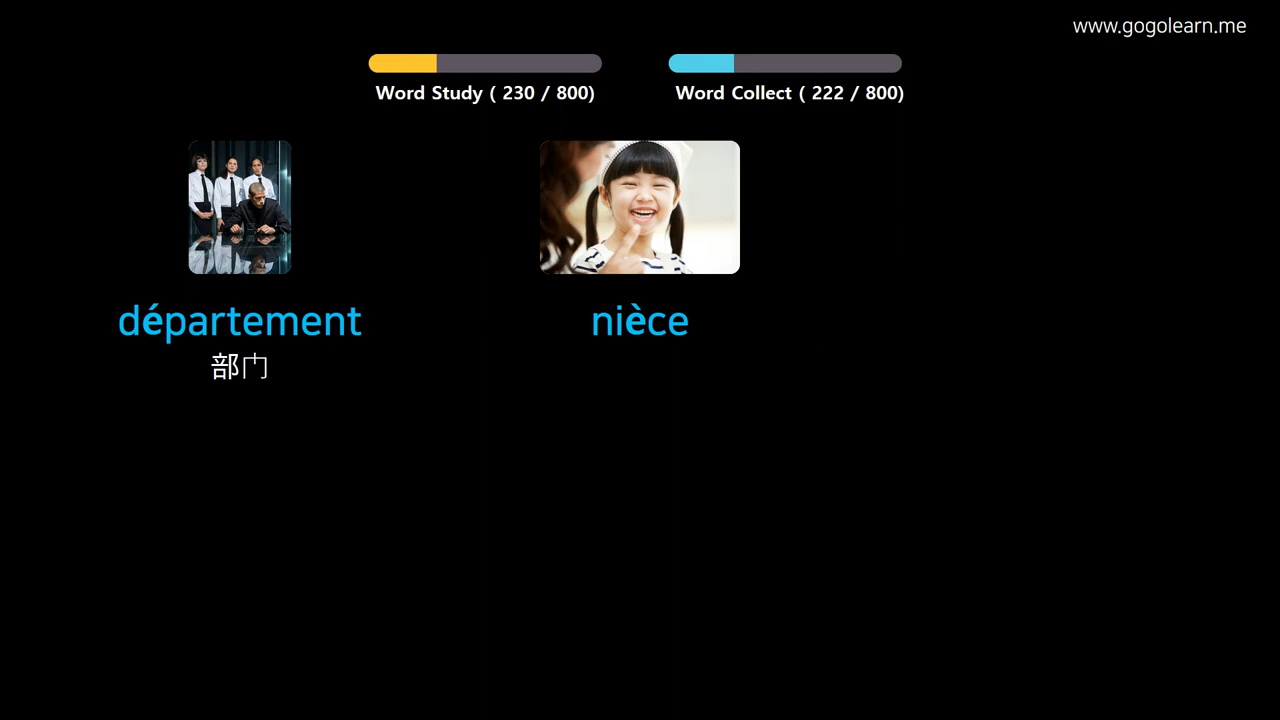 www.gogolearn.me
Word Study ( 230 / 800)
Word Collect ( 222 / 800)
département
部门
nièce